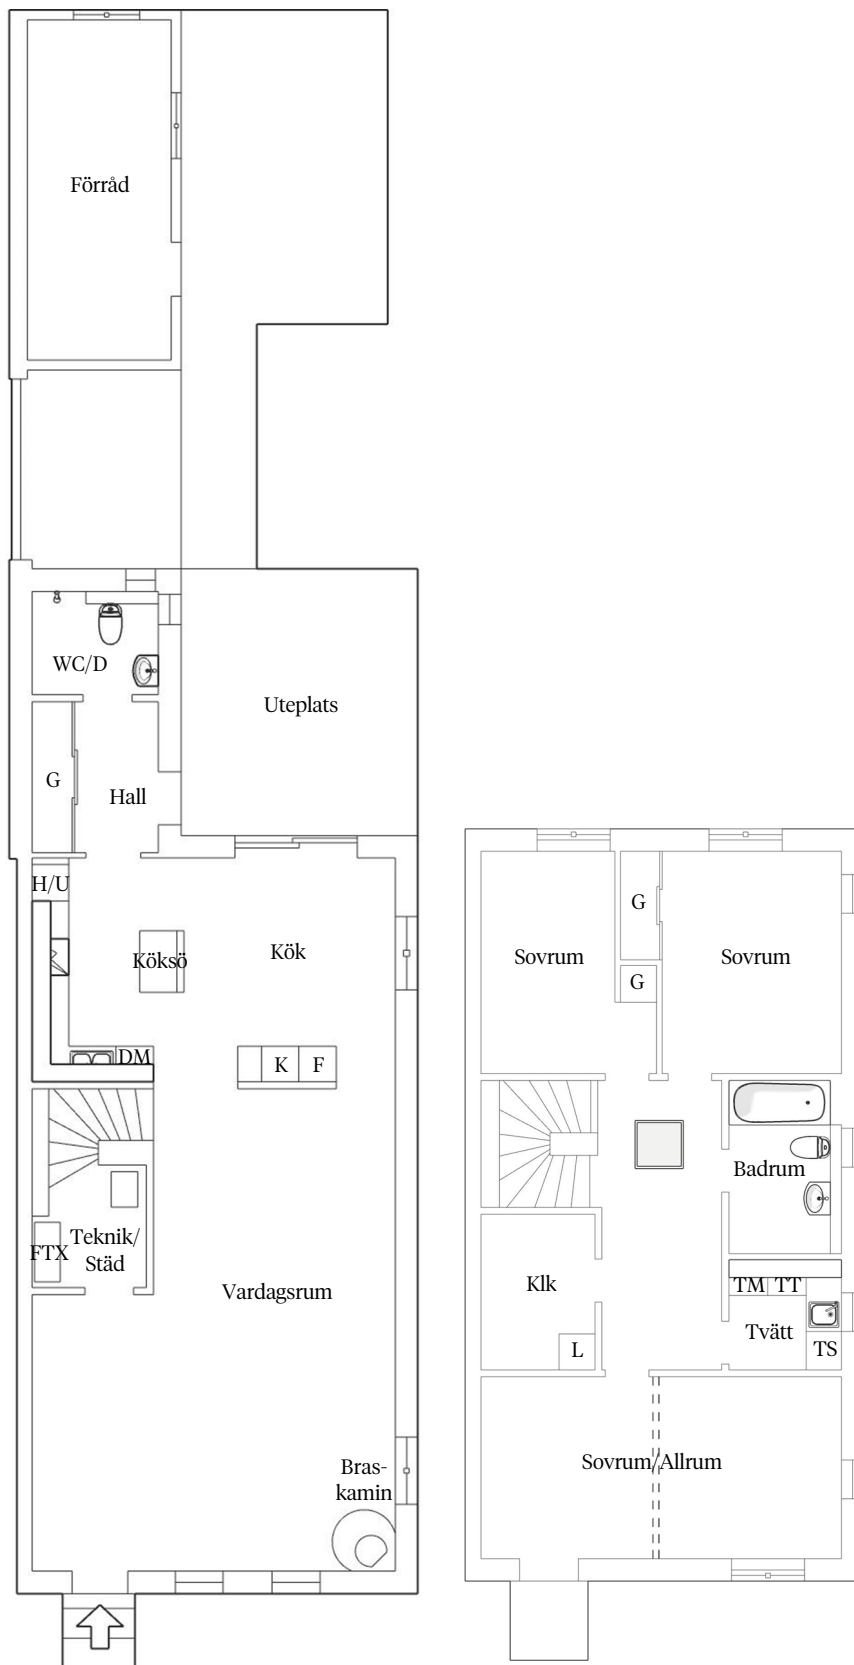 Förråd
WC/D
Uteplats
G
Hall
H/U
Köksö
Kök
DM
K
F
Teknik/
Städ
FTX
Vardagsrum
Bras-
kamin
Sovrum
G
G
Sovrum
Badrum
Klk
TM
TT
Tvätt
L
TS
Sovrum/Allrum